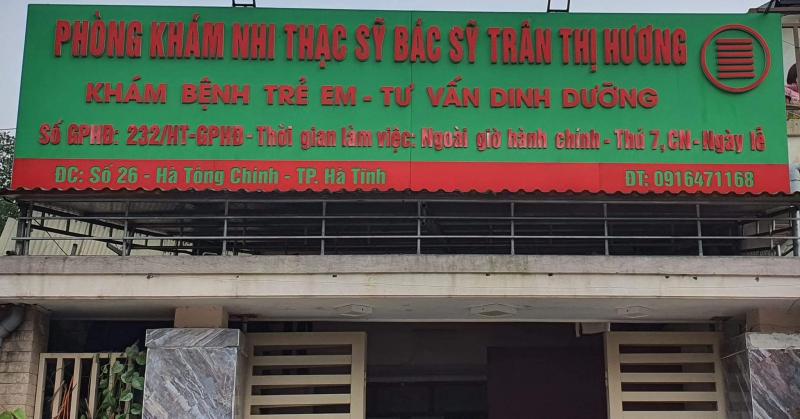 PHÒNG KHÁM NHI THẠC SỸ BÁC SỸ TRẦN THỊ HƯƠNG
KHÁM BỆNH TRẺ EM - TƯ VẤN DINH DƯỠNG
Số GPHĐ: 232/HT-GPHĐ - Thời gian làm việc: Ngoài giờ hành chính - Thứ 7, CN - Ngày lễ
ĐC: Số 26 - Hà Tông Chính - TP. Hà Tĩnh ĐT: 0916471168